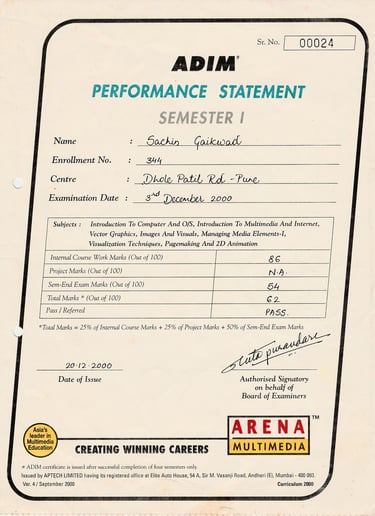 Sr. No. 00024
ADIM®
PERFORMANCE STATEMENT
SEMESTER I
Name : Sachin Gaikwad
Enrollment No. : 344
Centre : Dhole Patil Rd - Pune
Examination Date : 3rd December 2000
Subjects : Introduction To Computer And O/S, Introduction To Multimedia And Internet,
Vector Graphics, Images And Visuals, Managing Media Elements-I,
Visualization Techniques, Pagemaking And 2D Animation
Internal Course Work Marks (Out of 100) 86
Project Marks (Out of 100) N.A.
Sem-End Exam Marks (Out of 100) 54
Total Marks * (Out of 100) 62
Pass / Referred PASS.
*Total Marks = 25% of Internal Course Marks + 25% of Project Marks + 50% of Sem-End Exam Marks
20-12-2000
Date of Issue
Authorised Signatory
on behalf of
Board of Examiners
Asia's
leader in
Multimedia
Education
CREATING WINNING CAREERS
ARENA™
MULTIMEDIA
* ADIM certificate is issued after successful completion of four semesters only.
Issued by APTECH LIMITED having its registered office at Elite Auto House, 54 A, Sir M. Vasanji Road, Andheri (E), Mumbai - 400 093.
Ver. 4 / September 2000 Curriculum 2000